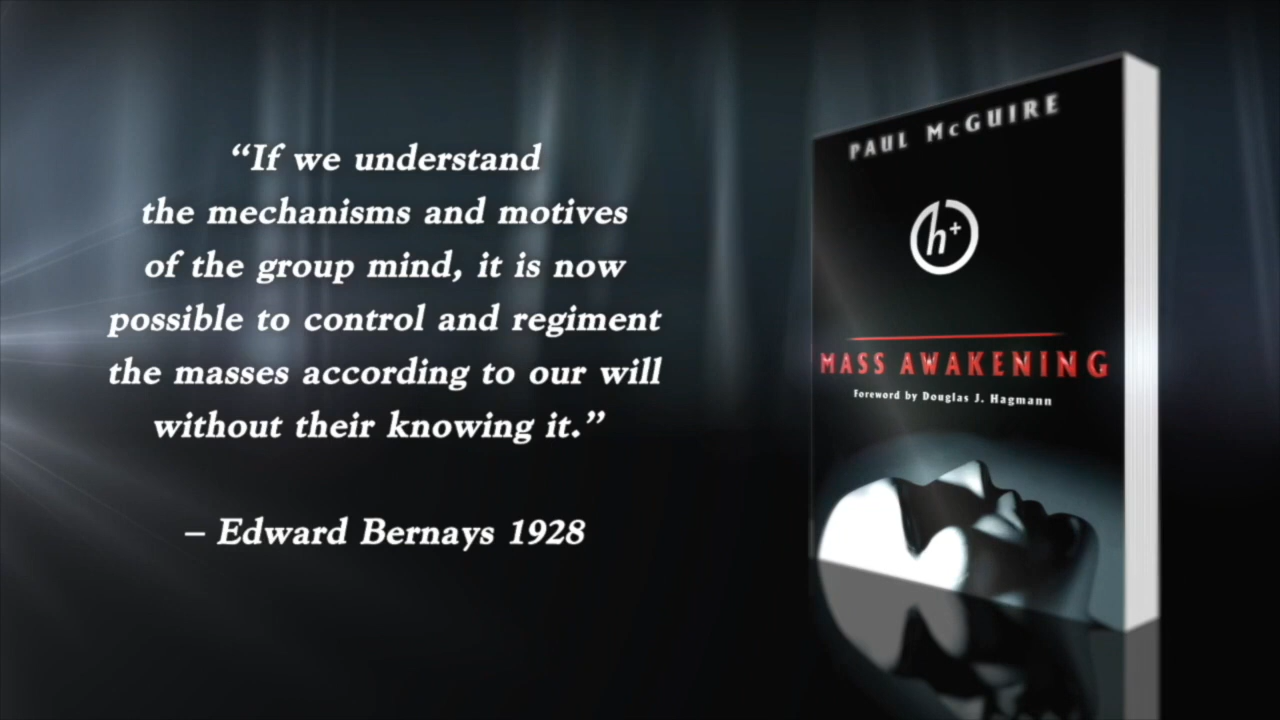 “If we understand
the mechanisms and motives
of the group mind, it is now
possible to control and regiment
the masses according to our will
without their knowing it.”
– Edward Bernays 1928
PAUL McGUIRE
h+
MASS AWAKENING
Foreword by Douglas J. Hagmann